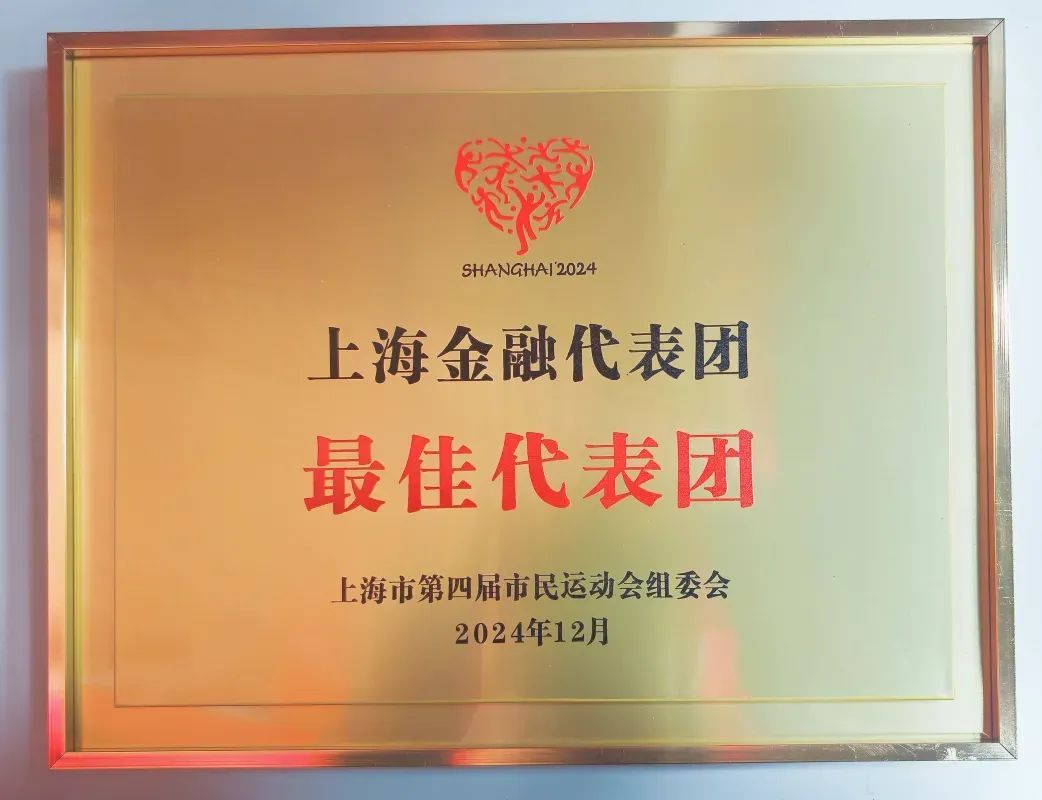 SHANGHAI'2024
上海金融代表团
最佳代表团
上海市第四届市民运动会组委会
2024年12月